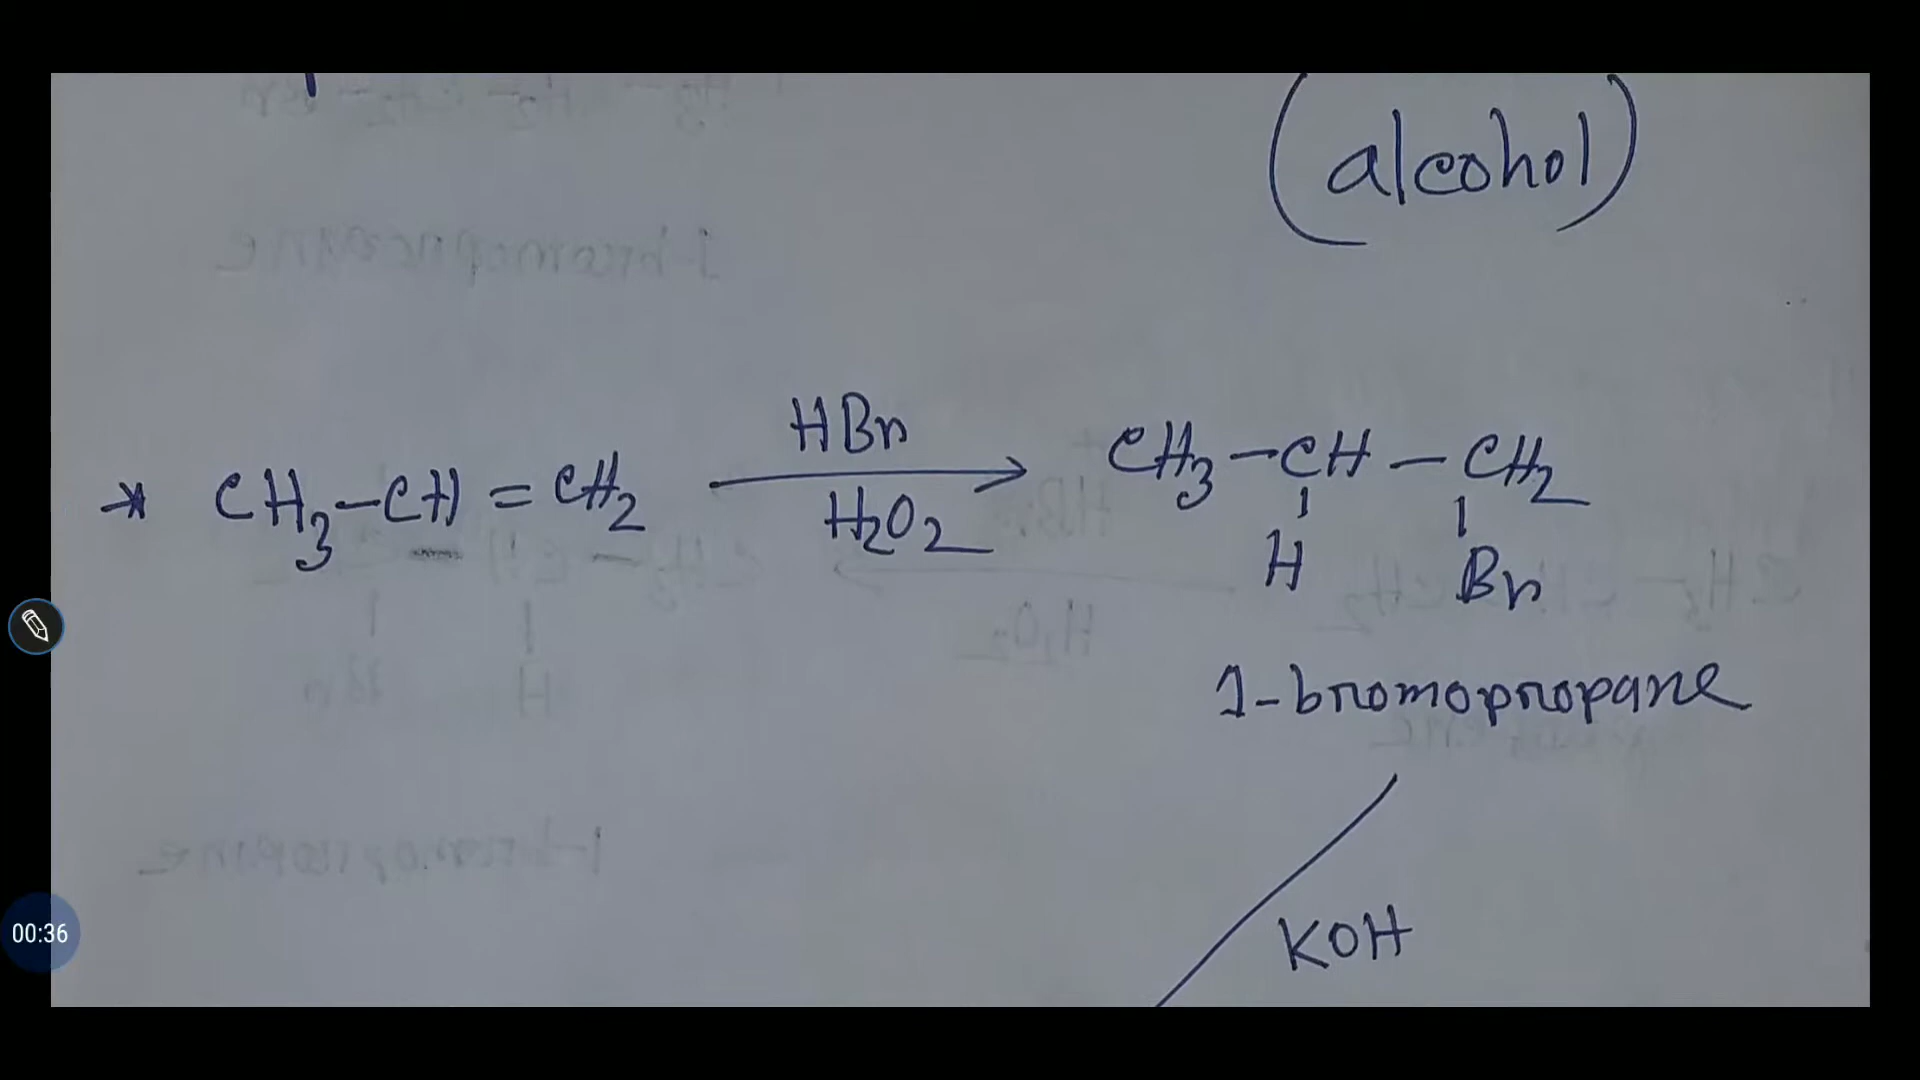 (alcohol)
* CH₃-CH=CH₂ HBr H₂O₂ → CH₃-CH-CH₂
H Br
1-bromopropane
KOH
00:36